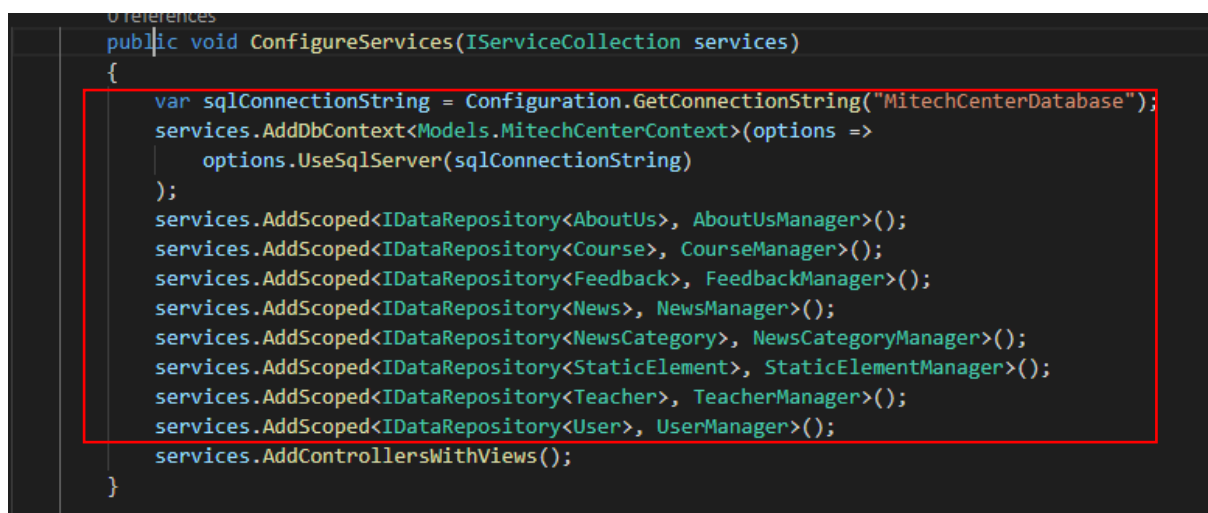 0 references
public void ConfigureServices(IServiceCollection services)
{
var sqlConnectionString = Configuration.GetConnectionString("MitechCenterDatabase");
services.AddDbContext<Models.MitechCenterContext>(options =>
options.UseSqlServer(sqlConnectionString)
);
services.AddScoped<IDataRepository<AboutUs>, AboutUsManager>();
services.AddScoped<IDataRepository<Course>, CourseManager>();
services.AddScoped<IDataRepository<Feedback>, FeedbackManager>();
services.AddScoped<IDataRepository<News>, NewsManager>();
services.AddScoped<IDataRepository<NewsCategory>, NewsCategoryManager>();
services.AddScoped<IDataRepository<StaticElement>, StaticElementManager>();
services.AddScoped<IDataRepository<Teacher>, TeacherManager>();
services.AddScoped<IDataRepository<User>, UserManager>();
services.AddControllersWithViews();
}